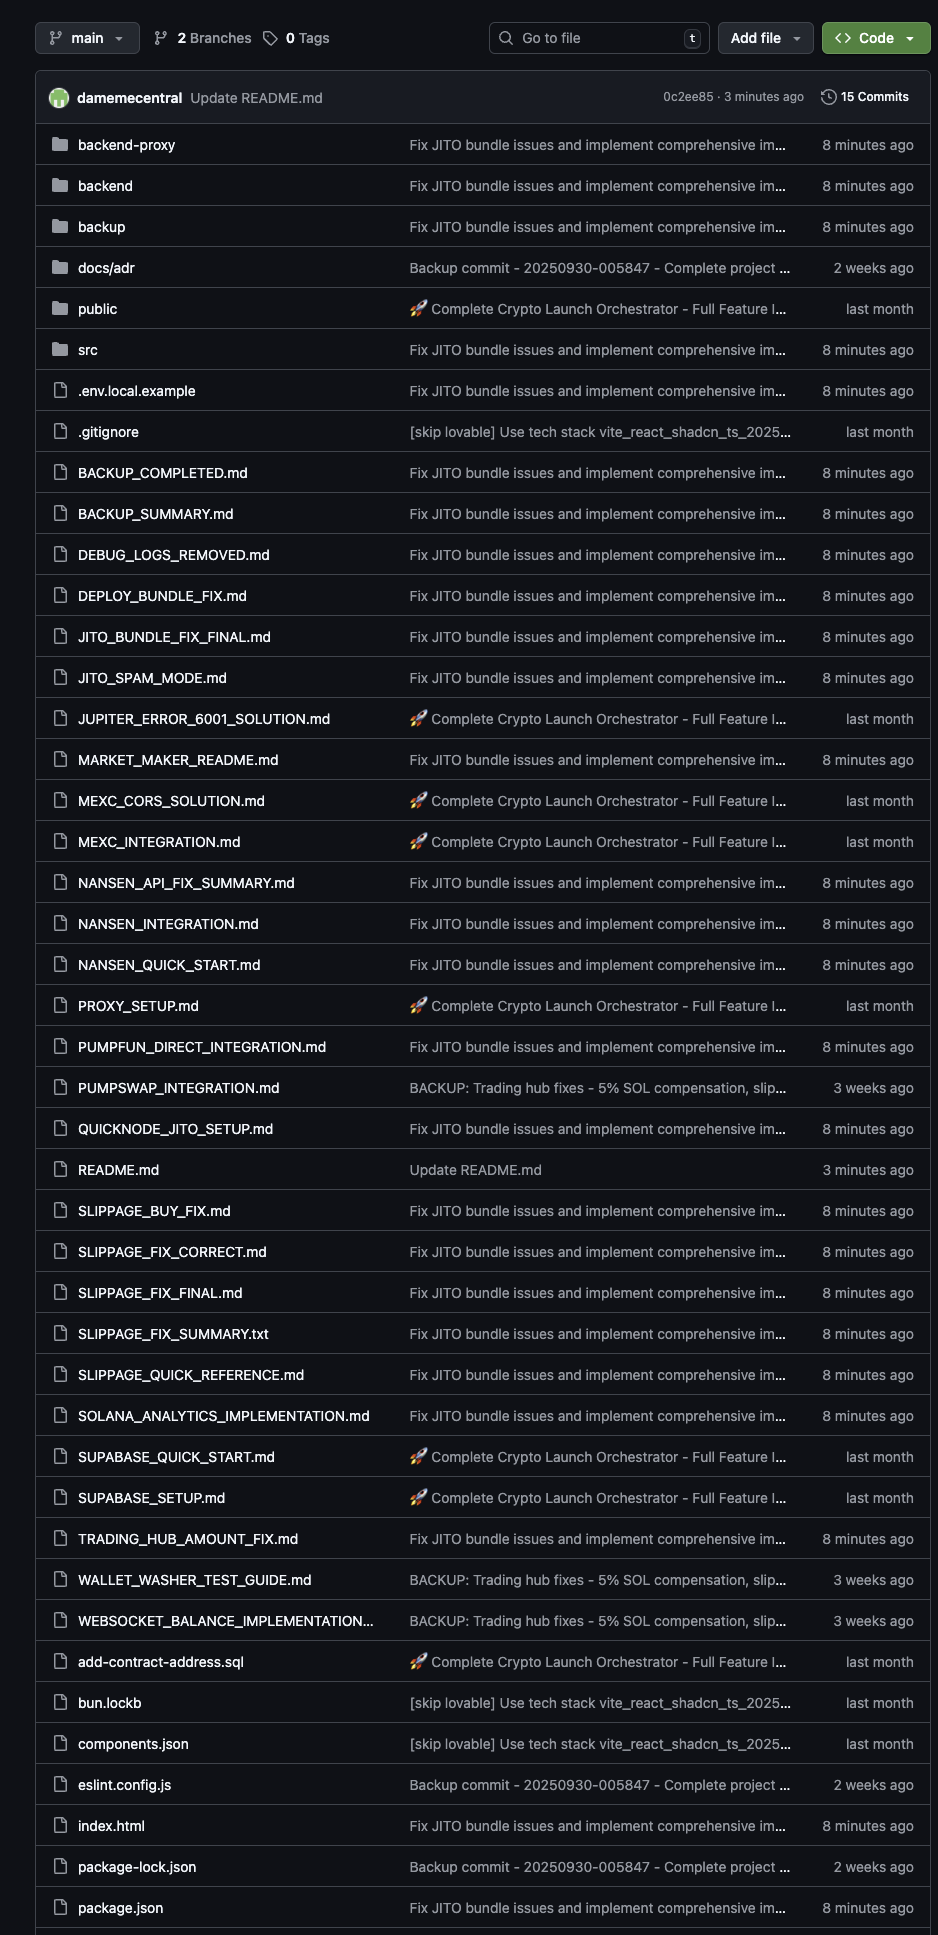 main 2 Branches 0 Tags Go to file t Add file Code
damemecentral Update README.md 0c2ee85 · 3 minutes ago 15 Commits
backend-proxy Fix JITO bundle issues and implement comprehensive im... 8 minutes ago
backend Fix JITO bundle issues and implement comprehensive im... 8 minutes ago
backup Fix JITO bundle issues and implement comprehensive im... 8 minutes ago
docs/adr Backup commit - 20250930-005847 - Complete project ... 2 weeks ago
public 🚀 Complete Crypto Launch Orchestrator - Full Feature I... last month
src Fix JITO bundle issues and implement comprehensive im... 8 minutes ago
.env.local.example Fix JITO bundle issues and implement comprehensive im... 8 minutes ago
.gitignore [skip lovable] Use tech stack vite_react_shadcn_ts_2025... last month
BACKUP_COMPLETED.md Fix JITO bundle issues and implement comprehensive im... 8 minutes ago
BACKUP_SUMMARY.md Fix JITO bundle issues and implement comprehensive im... 8 minutes ago
DEBUG_LOGS_REMOVED.md Fix JITO bundle issues and implement comprehensive im... 8 minutes ago
DEPLOY_BUNDLE_FIX.md Fix JITO bundle issues and implement comprehensive im... 8 minutes ago
JITO_BUNDLE_FIX_FINAL.md Fix JITO bundle issues and implement comprehensive im... 8 minutes ago
JITO_SPAM_MODE.md Fix JITO bundle issues and implement comprehensive im... 8 minutes ago
JUPITER_ERROR_6001_SOLUTION.md 🚀 Complete Crypto Launch Orchestrator - Full Feature I... last month
MARKET_MAKER_README.md Fix JITO bundle issues and implement comprehensive im... 8 minutes ago
MEXC_CORS_SOLUTION.md 🚀 Complete Crypto Launch Orchestrator - Full Feature I... last month
MEXC_INTEGRATION.md 🚀 Complete Crypto Launch Orchestrator - Full Feature I... last month
NANSEN_API_FIX_SUMMARY.md Fix JITO bundle issues and implement comprehensive im... 8 minutes ago
NANSEN_INTEGRATION.md Fix JITO bundle issues and implement comprehensive im... 8 minutes ago
NANSEN_QUICK_START.md Fix JITO bundle issues and implement comprehensive im... 8 minutes ago
PROXY_SETUP.md 🚀 Complete Crypto Launch Orchestrator - Full Feature I... last month
PUMPFUN_DIRECT_INTEGRATION.md Fix JITO bundle issues and implement comprehensive im... 8 minutes ago
PUMPSWAP_INTEGRATION.md BACKUP: Trading hub fixes - 5% SOL compensation, slip... 3 weeks ago
QUICKNODE_JITO_SETUP.md Fix JITO bundle issues and implement comprehensive im... 8 minutes ago
README.md Update README.md 3 minutes ago
SLIPPAGE_BUY_FIX.md Fix JITO bundle issues and implement comprehensive im... 8 minutes ago
SLIPPAGE_FIX_CORRECT.md Fix JITO bundle issues and implement comprehensive im... 8 minutes ago
SLIPPAGE_FIX_FINAL.md Fix JITO bundle issues and implement comprehensive im... 8 minutes ago
SLIPPAGE_FIX_SUMMARY.txt Fix JITO bundle issues and implement comprehensive im... 8 minutes ago
SLIPPAGE_QUICK_REFERENCE.md Fix JITO bundle issues and implement comprehensive im... 8 minutes ago
SOLANA_ANALYTICS_IMPLEMENTATION.md Fix JITO bundle issues and implement comprehensive im... 8 minutes ago
SUPABASE_QUICK_START.md 🚀 Complete Crypto Launch Orchestrator - Full Feature I... last month
SUPABASE_SETUP.md 🚀 Complete Crypto Launch Orchestrator - Full Feature I... last month
TRADING_HUB_AMOUNT_FIX.md Fix JITO bundle issues and implement comprehensive im... 8 minutes ago
WALLET_WASHER_TEST_GUIDE.md BACKUP: Trading hub fixes - 5% SOL compensation, slip... 3 weeks ago
WEBSOCKET_BALANCE_IMPLEMENTATION... BACKUP: Trading hub fixes - 5% SOL compensation, slip... 3 weeks ago
add-contract-address.sql 🚀 Complete Crypto Launch Orchestrator - Full Feature I... last month
bun.lockb [skip lovable] Use tech stack vite_react_shadcn_ts_2025... last month
components.json [skip lovable] Use tech stack vite_react_shadcn_ts_2025... last month
eslint.config.js Backup commit - 20250930-005847 - Complete project ... 2 weeks ago
index.html Fix JITO bundle issues and implement comprehensive im... 8 minutes ago
package-lock.json Backup commit - 20250930-005847 - Complete project ... 2 weeks ago
package.json Fix JITO bundle issues and implement comprehensive im... 8 minutes ago